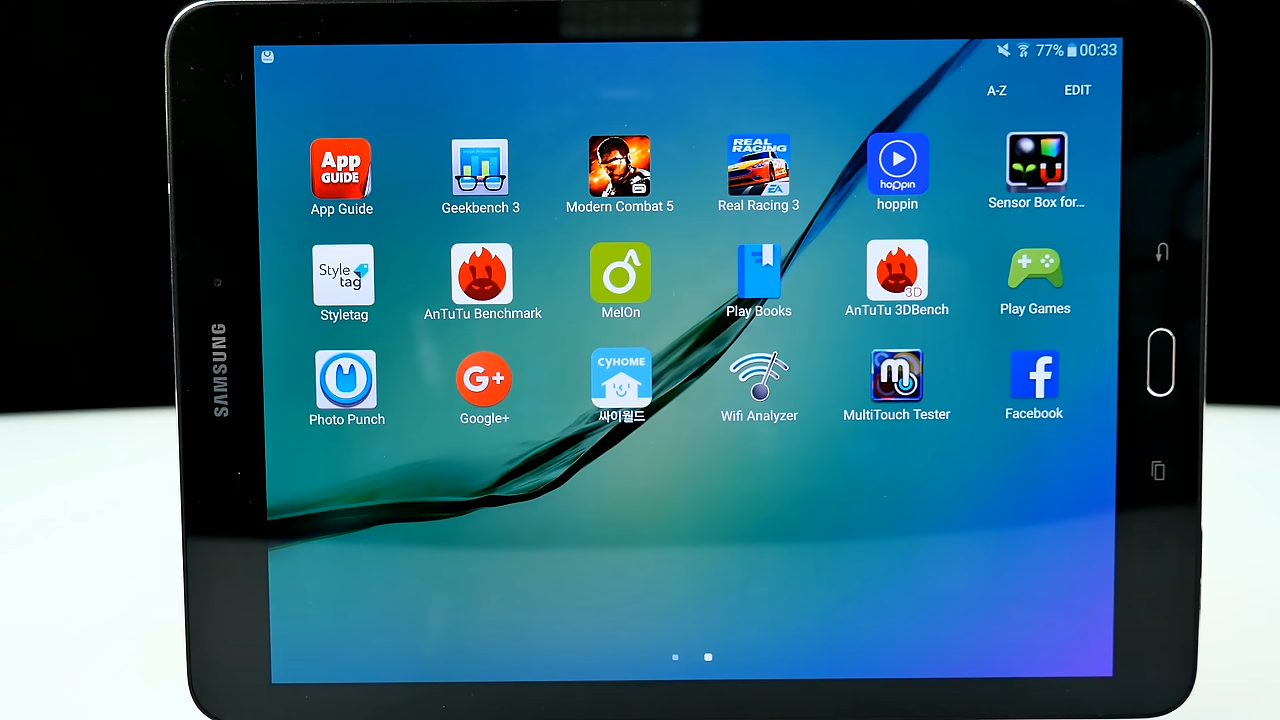 77% 00:33
A-Z EDIT
App GUIDE
REAL RACING
EA
hoppin
App Guide
Geekbench 3
Modern Combat 5
Real Racing 3
hoppin
Sensor Box for...
Style tag
3D
Styletag
AnTuTu Benchmark
MelOn
Play Books
AnTuTu 3DBench
Play Games
G+
CYHOME
m
f
Photo Punch
Google+
싸이월드
Wifi Analyzer
MultiTouch Tester
Facebook
SAMSUNG